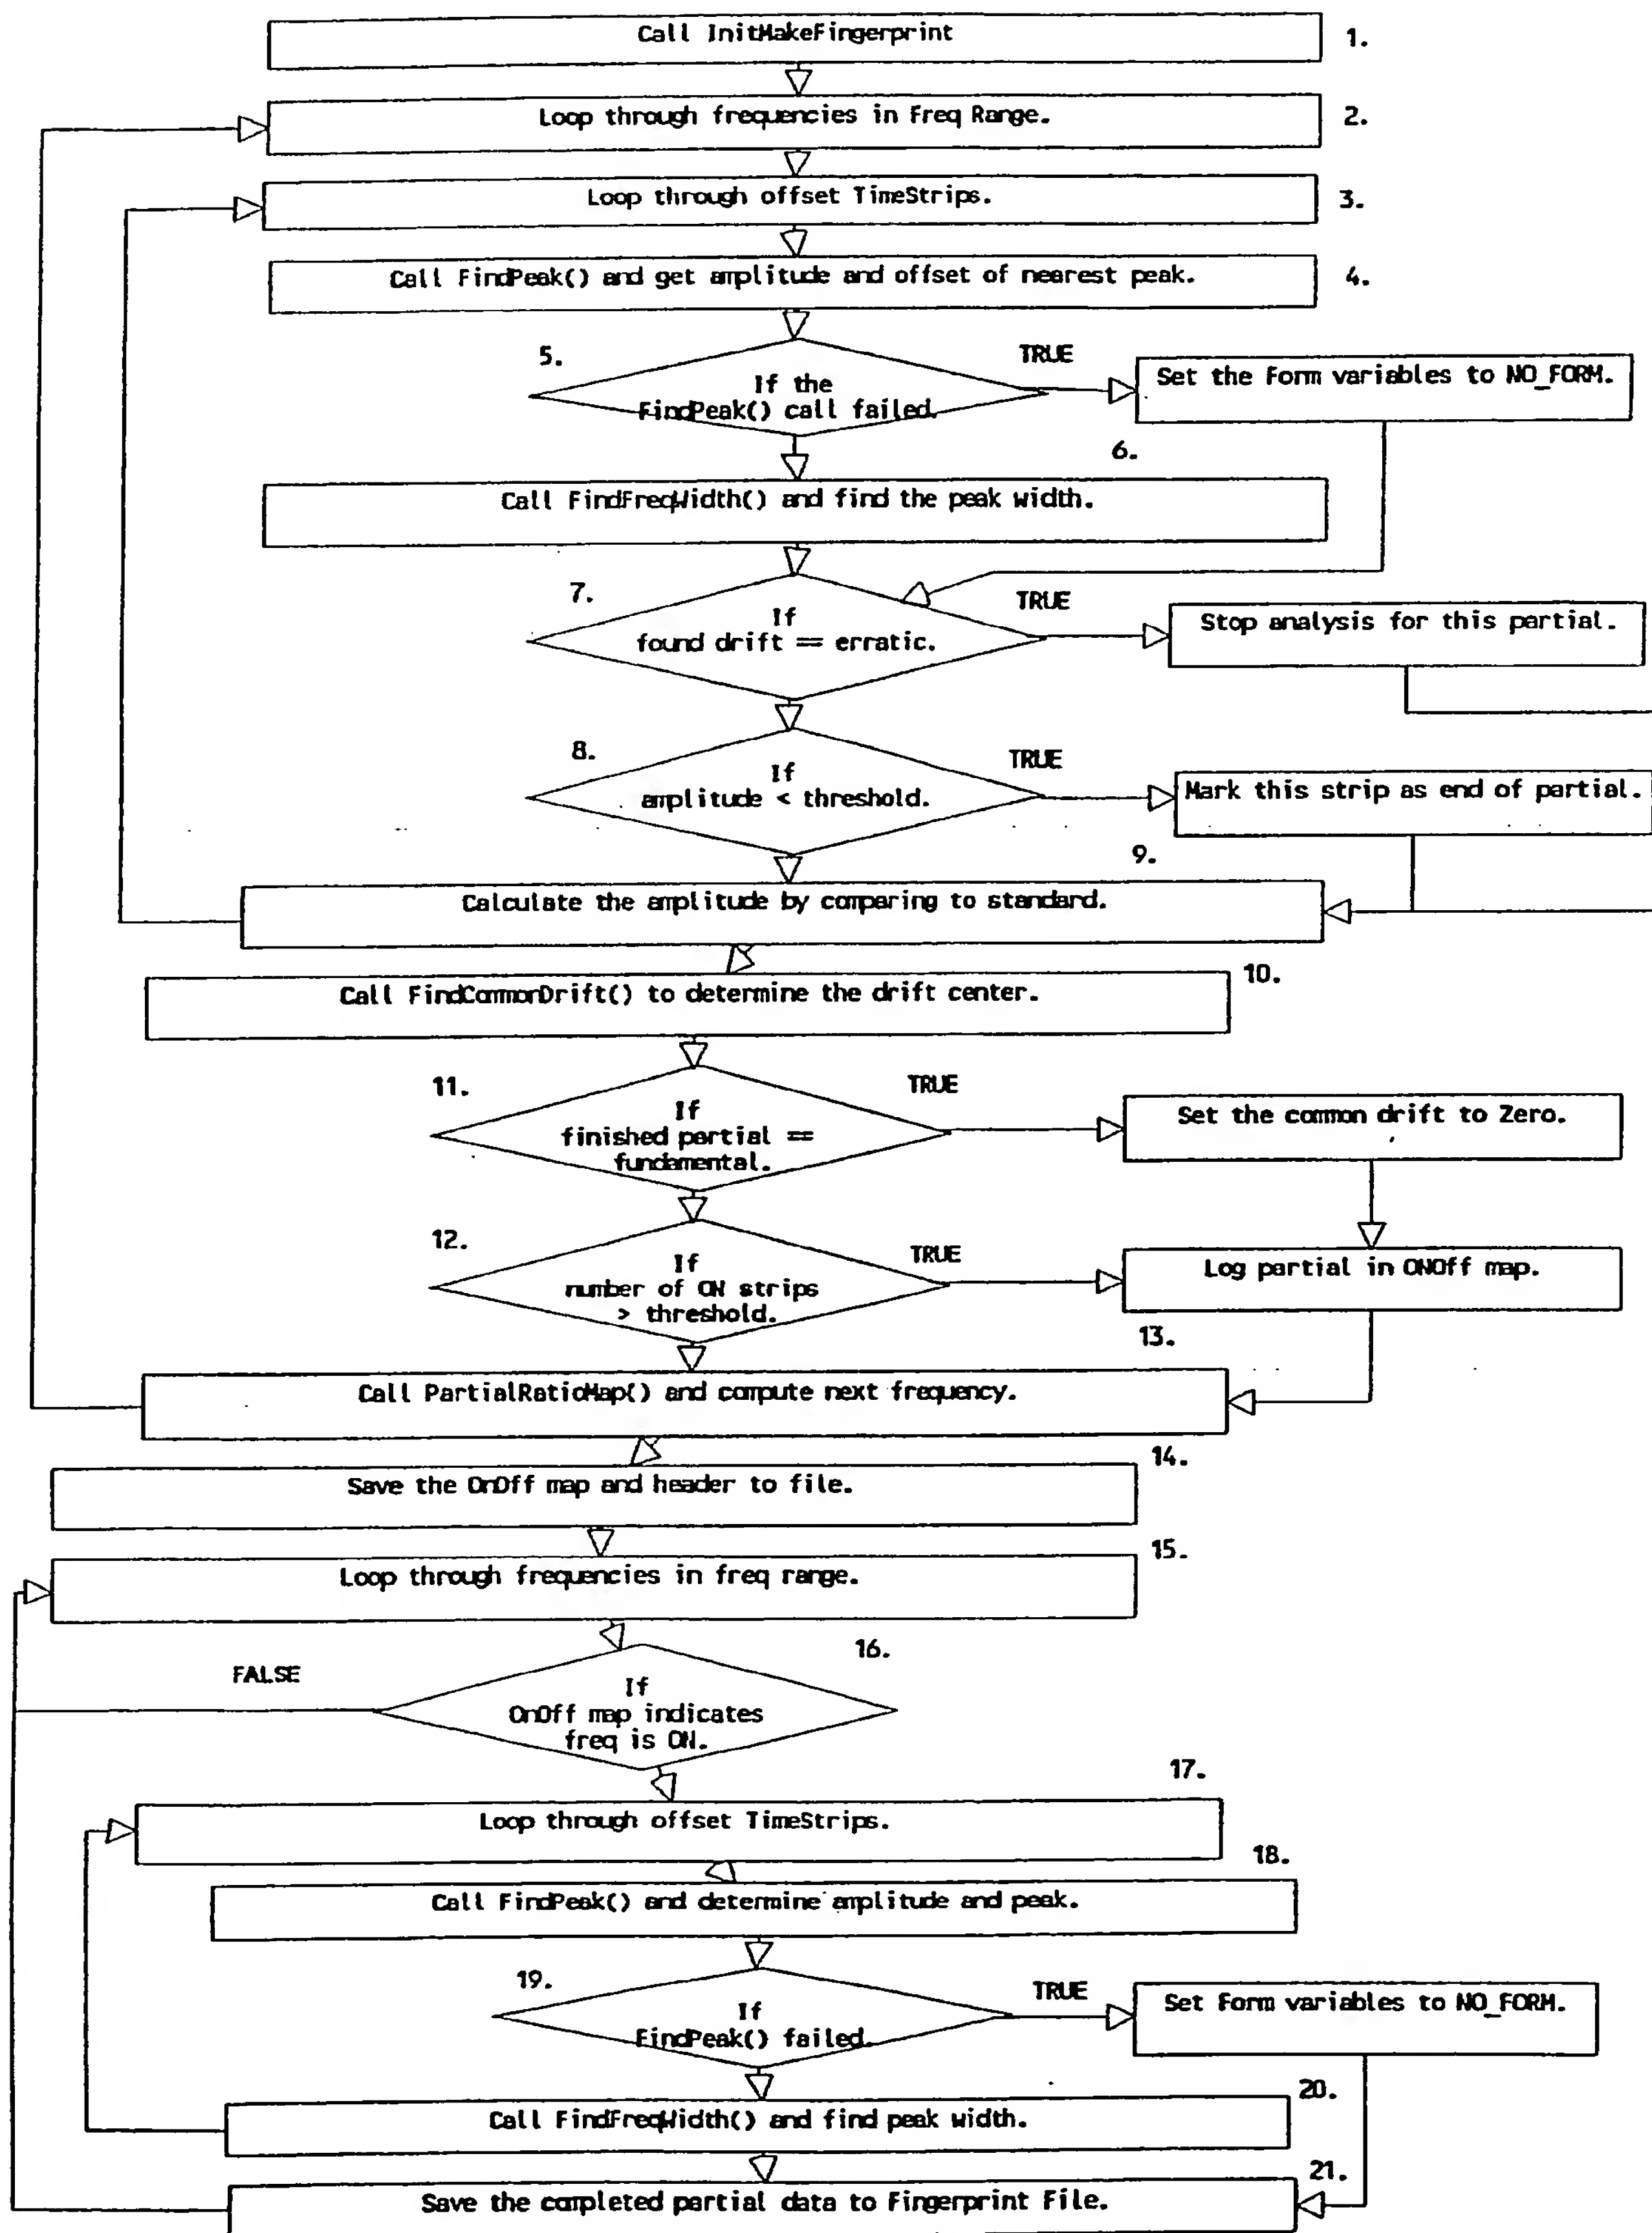 Call InitMakeFingerprint
1.
Loop through frequencies in Freq Range.
2.
Loop through offset TimeStrips.
3.
Call FindPeak() and get amplitude and offset of nearest peak.
4.
5.
TRUE
If the
FindPeak() call failed.
Set the Form variables to NO_FORM.
6.
Call FindFreqWidth() and find the peak width.
7.
TRUE
If
found drift == erratic.
Stop analysis for this partial.
8.
TRUE
If
amplitude < threshold.
Mark this strip as end of partial.
9.
Calculate the amplitude by comparing to standard.
10.
Call FindCommonDrift() to determine the drift center.
11.
TRUE
If
finished partial ==
fundamental.
Set the common drift to Zero.
12.
TRUE
If
number of ON strips
> threshold.
Log partial in ONOff map.
13.
Call PartialRatioMap() and compute next frequency.
14.
Save the OnOff map and header to file.
15.
Loop through frequencies in freq range.
16.
FALSE
If
OnOff map indicates
freq is ON.
17.
Loop through offset TimeStrips.
18.
Call FindPeak() and determine amplitude and peak.
19.
TRUE
If
FindPeak() failed.
Set Form variables to NO_FORM.
20.
Call FindFreqWidth() and find peak width.
21.
Save the completed partial data to Fingerprint File.